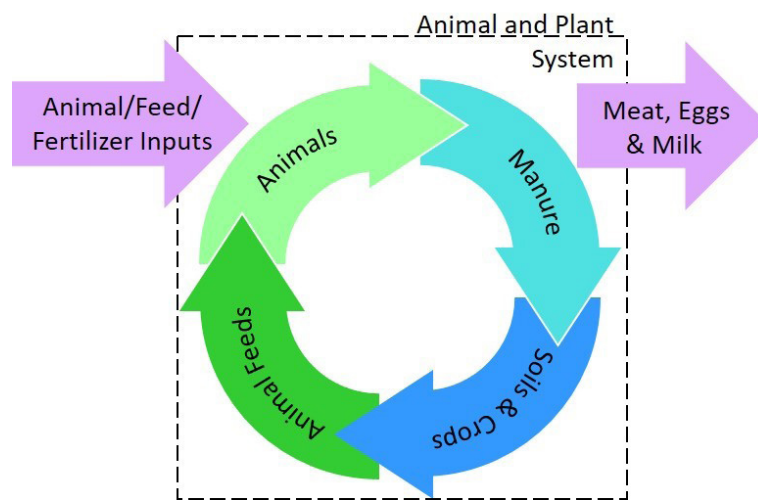 Animal and Plant
System
Animal/Feed/
Fertilizer Inputs
Meat, Eggs
& Milk
Animals
Manure
Soils & Crops
Animal Feeds